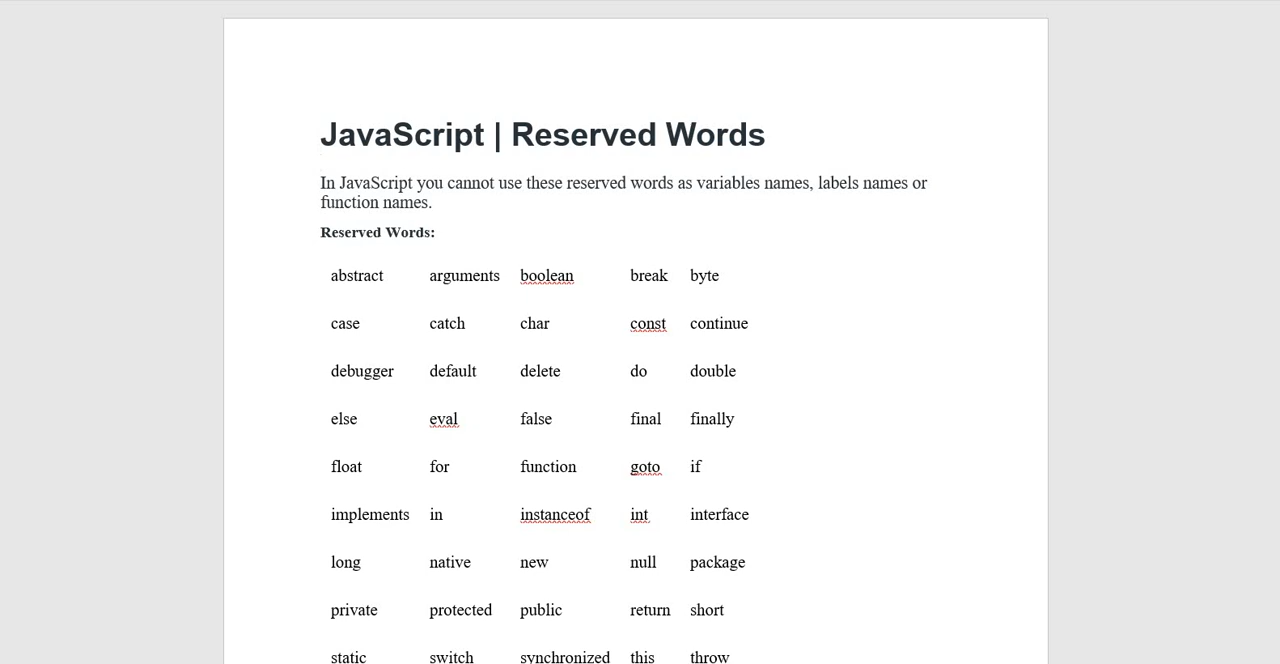 JavaScript | Reserved Words
In JavaScript you cannot use these reserved words as variables names, labels names or
function names.
Reserved Words:
abstract arguments boolean break byte
case catch char const continue
debugger default delete do double
else eval false final finally
float for function goto if
implements in instanceof int interface
long native new null package
private protected public return short
static switch synchronized this throw